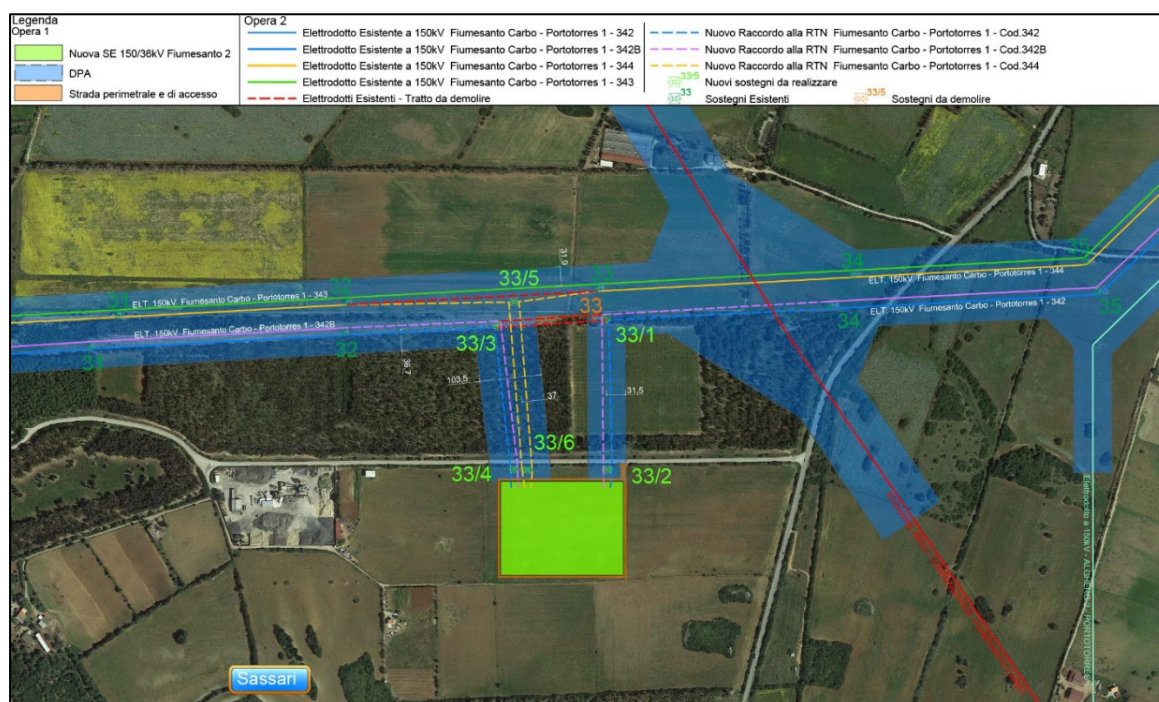 Legenda
Opera 1
Nuova SE 150/36kV Fiumesanto 2
DPA
Strada perimetrale e di accesso
Opera 2
Elettrodotto Esistente a 150kV Fiumesanto Carbo - Portotorres 1 - 342
Elettrodotto Esistente a 150kV Fiumesanto Carbo - Portotorres 1 - 342B
Elettrodotto Esistente a 150kV Fiumesanto Carbo - Portotorres 1 - 344
Elettrodotto Esistente a 150kV Fiumesanto Carbo - Portotorres 1 - 343
Elettrodotti Esistenti - Tratto da demolire
Nuovo Raccordo alla RTN Fiumesanto Carbo - Portotorres 1 - Cod.342
Nuovo Raccordo alla RTN Fiumesanto Carbo - Portotorres 1 - Cod.342B
Nuovo Raccordo alla RTN Fiumesanto Carbo - Portotorres 1 - Cod.344
33/5 Nuovi sostegni da realizzare
33 Sostegni Esistenti
33/5 Sostegni da demolire
31,9
34
35
33/5
33
ELT. 150kV Fiumesanto Carbo - Portotorres 1 - 344
ELT. 150kV Fiumesanto Carbo - Portotorres 1 - 343
33
ELT. 150kV Fiumesanto Carbo - Portotorres 1 - 342
35
34
ELT. 150kV Fiumesanto Carbo - Portotorres 1 - 342B
33/3
33/1
32
31
36,7
103,5
37
31,5
33/6
33/4
33/2
Elettrodotto a 150kV - ALGHERO 2 - PORTOTORRES
Sassari